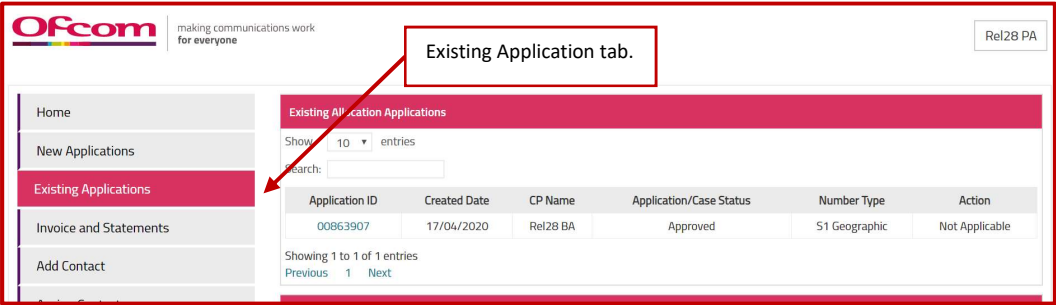 Ofcom
making communications work
for everyone
Existing Application tab.
Rel28 PA
Home
New Applications
Existing Applications
Invoice and Statements
Add Contact
Existing Allocation Applications
Show 10 entries
Search:
Application ID Created Date CP Name Application/Case Status Number Type Action
00863907 17/04/2020 Rel28 BA Approved S1 Geographic Not Applicable
Showing 1 to 1 of 1 entries
Previous 1 Next